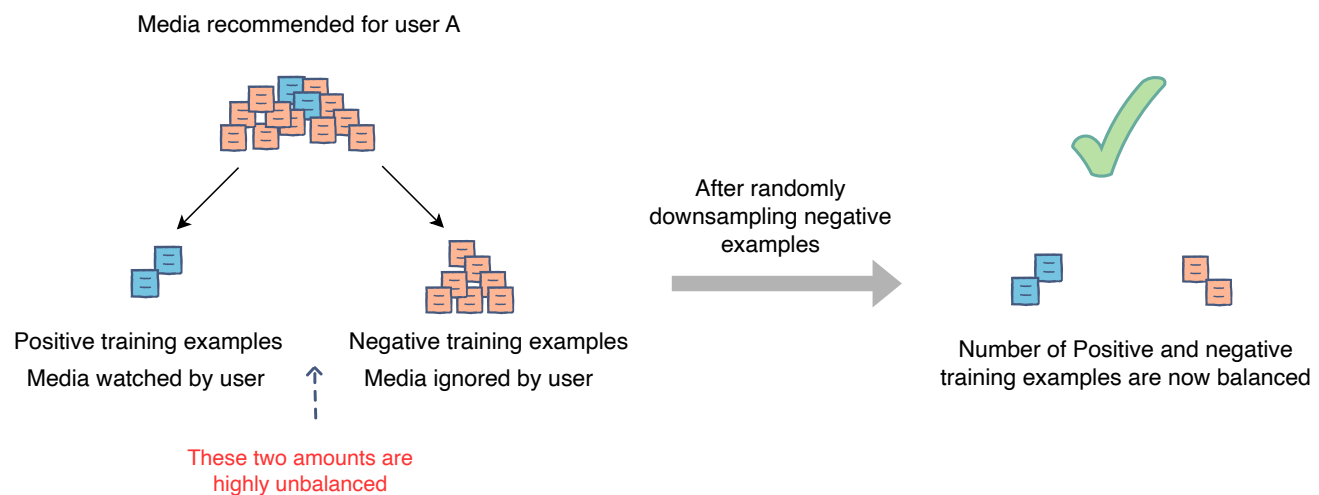 Media recommended for user A
After randomly
downsampling negative
examples
Positive training examples
Media watched by user
Negative training examples
Media ignored by user
These two amounts are
highly unbalanced
Number of Positive and negative
training examples are now balanced